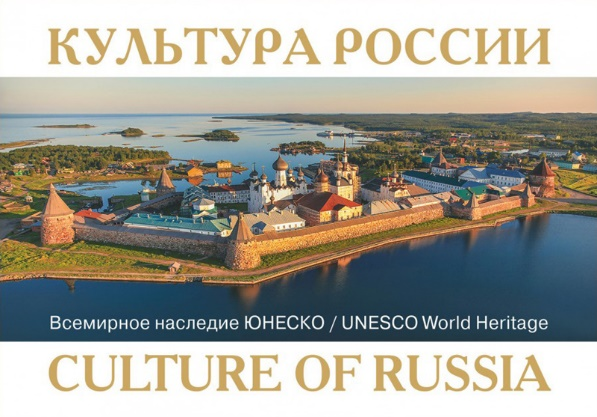 КУЛЬТУРА РОССИИ
Всемирное наследие ЮНЕСКО / UNESCO World Heritage
CULTURE OF RUSSIA